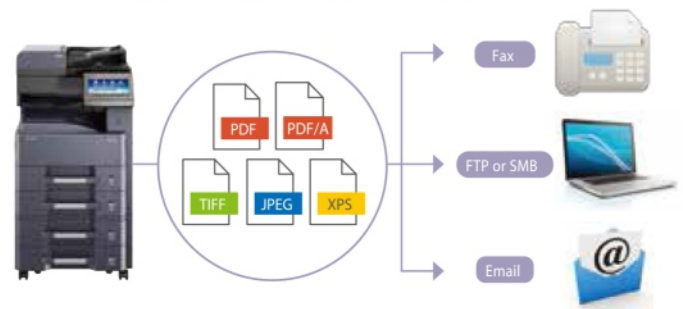 PDF
PDF/A
TIFF
JPEG
XPS
Fax
FTP or SMB
Email
@